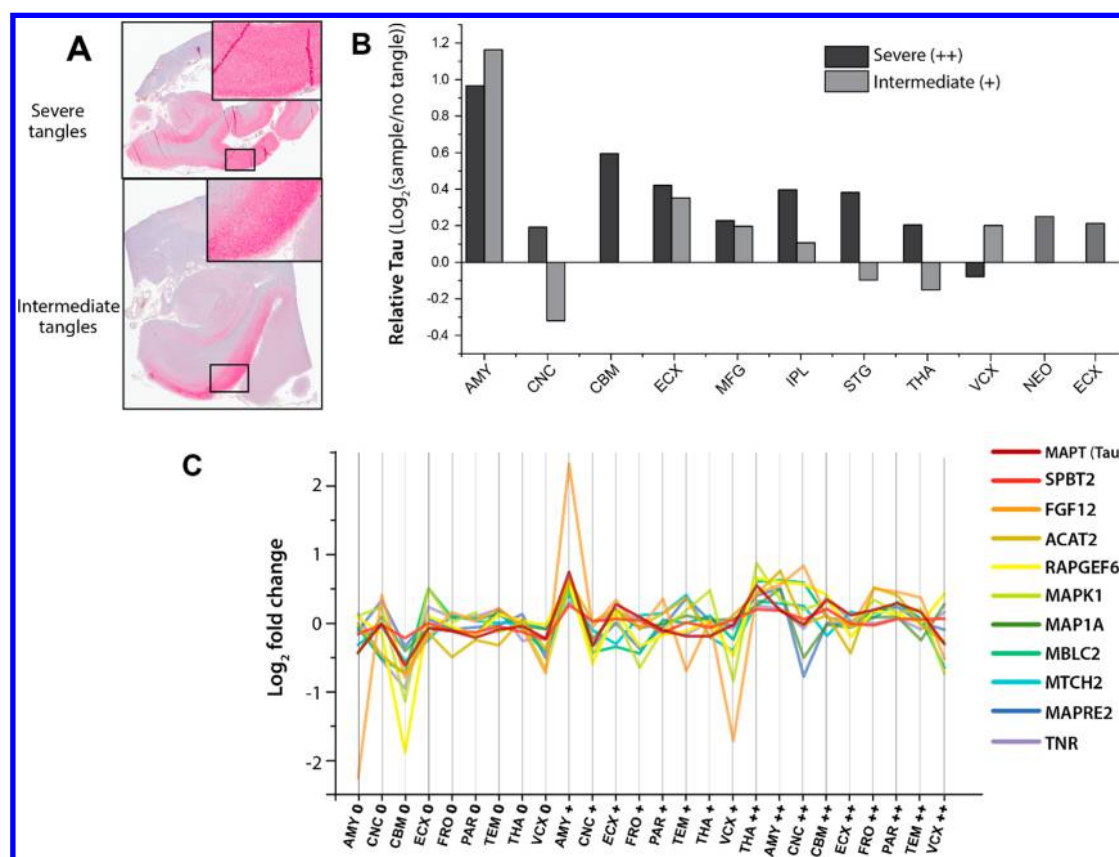 A
Severe
tangles
Intermediate
tangles
B
Relative Tau (Log2(sample/no tangle))
1.2
1.0
0.8
0.6
0.4
0.2
0.0
-0.2
-0.4
Severe (++)
Intermediate (+)
AMY
CNC
CBM
ECX
MFG
IPL
STG
THA
VCX
NEO
ECX
C
Log2 fold change
2
1
0
-1
-2
AMY 0
CNC 0
CBM 0
ECX 0
FRO 0
PAR 0
TEM 0
THA 0
VCX 0
AMY +
CNC +
ECX +
FRO +
PAR +
TEM +
THA +
VCX +
THA ++
AMY ++
CNC ++
CBM ++
ECX ++
FRO ++
PAR ++
TEM ++
VCX ++
MAPT (Tau
SPBT2
FGF12
ACAT2
RAPGEF6
MAPK1
MAP1A
MBLC2
MTCH2
MAPRE2
TNR